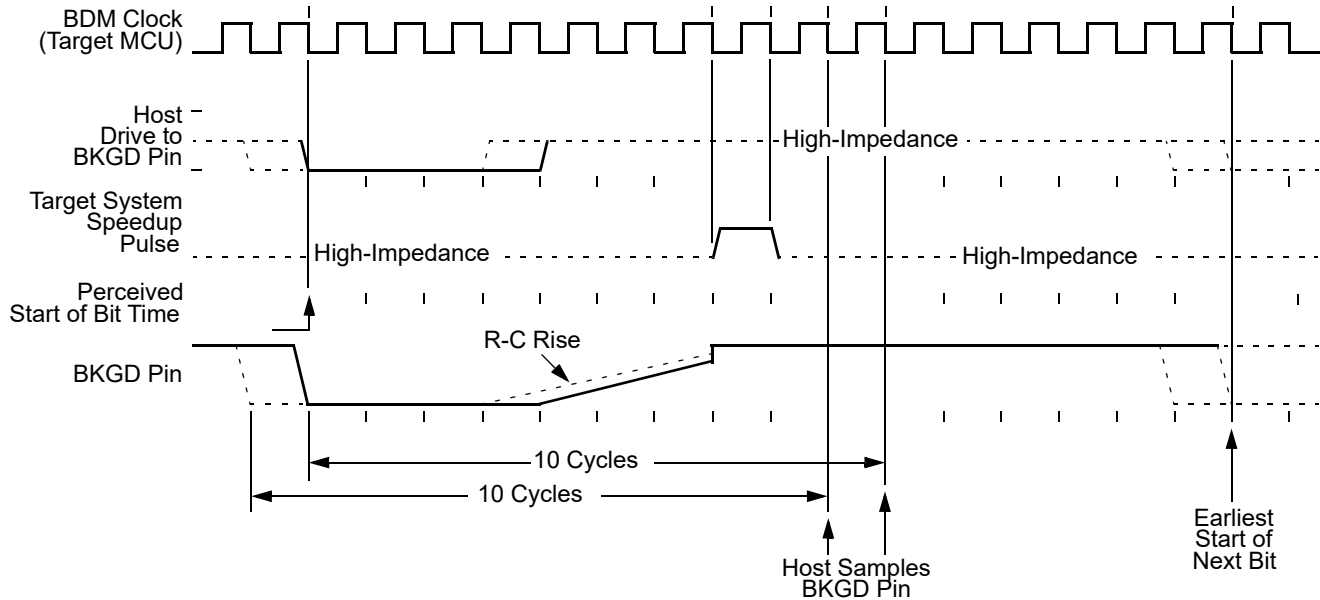 BDM Clock
(Target MCU)
Host
Drive to
BKGD Pin
High-Impedance
Target System
Speedup
Pulse
High-Impedance
High-Impedance
Perceived
Start of Bit Time
R-C Rise
BKGD Pin
10 Cycles
10 Cycles
Host Samples
BKGD Pin
Earliest
Start of
Next Bit